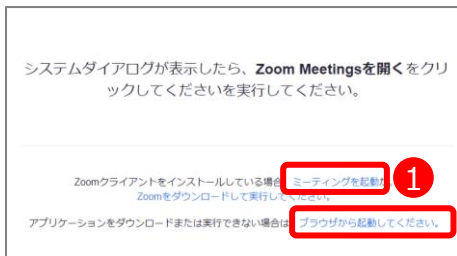 システムダイアログが表示したら、Zoom Meetingsを開くをクリ
ックしてくださいを実行してください。
Zoomクライアントをインストールしている場合 ミーティングを起動か、
1
Zoomをダウンロードして実行してください。
アプリケーションをダウンロードまたは実行できない場合は、ブラウザから起動してください。